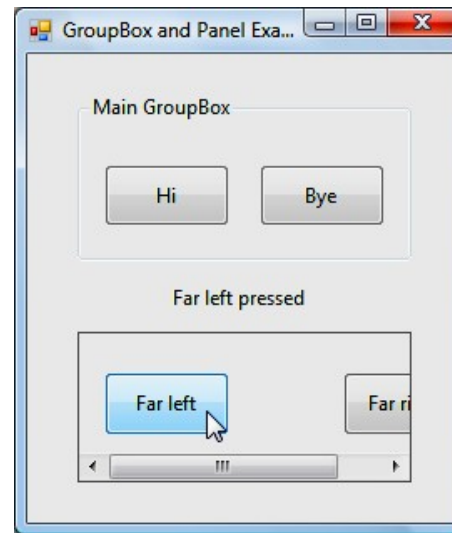 GroupBox and Panel Exa...
Main GroupBox
Hi Bye
Far left pressed
Far left Far ri